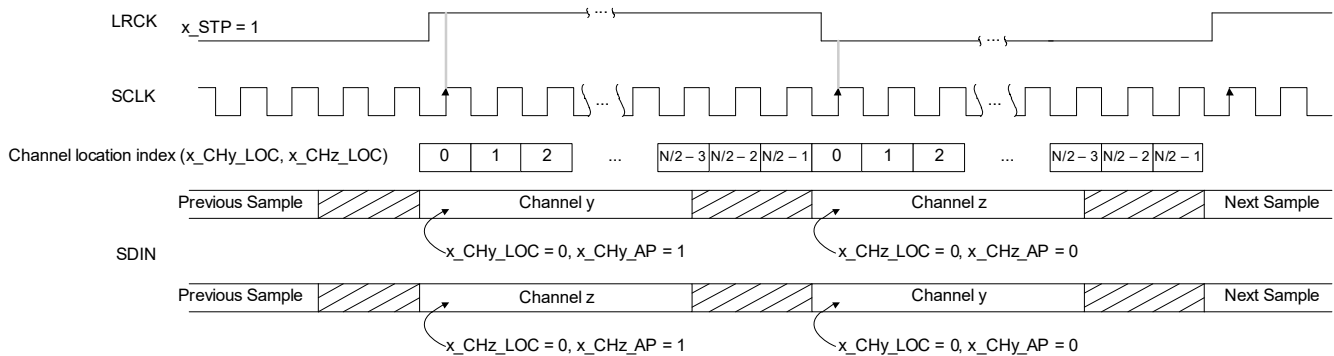 LRCK x_STP = 1 ... ...
SCLK ... ...
Channel location index (x_CHy_LOC, x_CHz_LOC) 0 1 2 ... N/2 – 3 N/2 – 2 N/2 – 1 0 1 2 ... N/2 – 3 N/2 – 2 N/2 – 1
Previous Sample Channel y Channel z Next Sample
x_CHy_LOC = 0, x_CHy_AP = 1 x_CHz_LOC = 0, x_CHz_AP = 0
SDIN
Previous Sample Channel z Channel y Next Sample
x_CHz_LOC = 0, x_CHz_AP = 1 x_CHy_LOC = 0, x_CHy_AP = 0